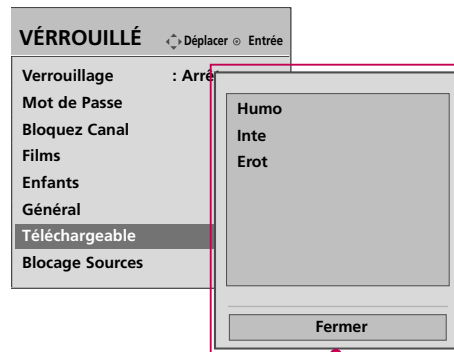 VÉRROUILLÉ Déplacer Entrée
Verrouillage : Arrêt
Mot de Passe
Bloquez Canal
Films
Enfants
Général
Téléchargeable
Blocage Sources
Humo
Inte
Erot
Fermer